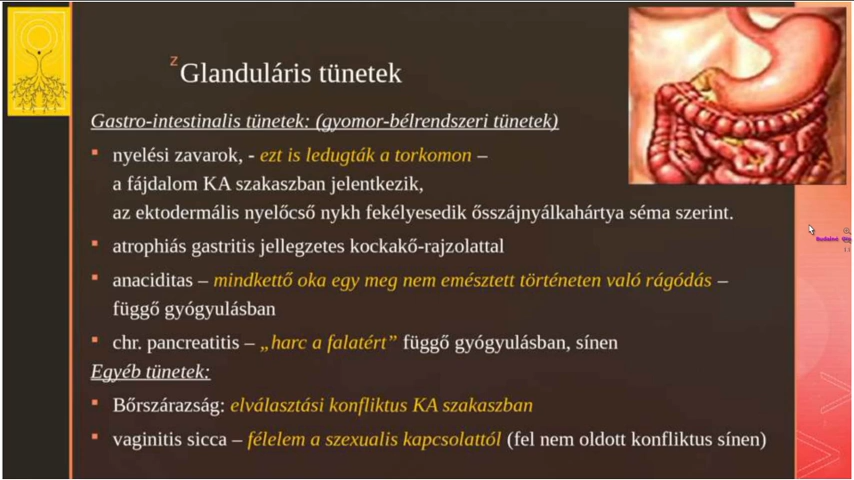 z Glanduláris tünetek
Gastro-intestinalis tünetek: (gyomor-bélrendszeri tünetek)
nyelési zavarok, - ezt is ledugták a torkomon –
a fájdalom KA szakaszban jelentkezik,
az ektodermális nyelőcső nykh fekélyesedik ősszájnyálkahártya séma szerint.
atrophiás gastritis jellegzetes kockakő-rajzolattal
anaciditas – mindkettő oka egy meg nem emésztett történeten való rágódás –
függő gyógyulásban
chr. pancreatitis – „harc a falatért” függő gyógyulásban, sínen
Egyéb tünetek:
Bőrszárazság: elválasztási konfliktus KA szakaszban
vaginitis sicca – félelem a szexualis kapcsolattól (fel nem oldott konfliktus sínen)